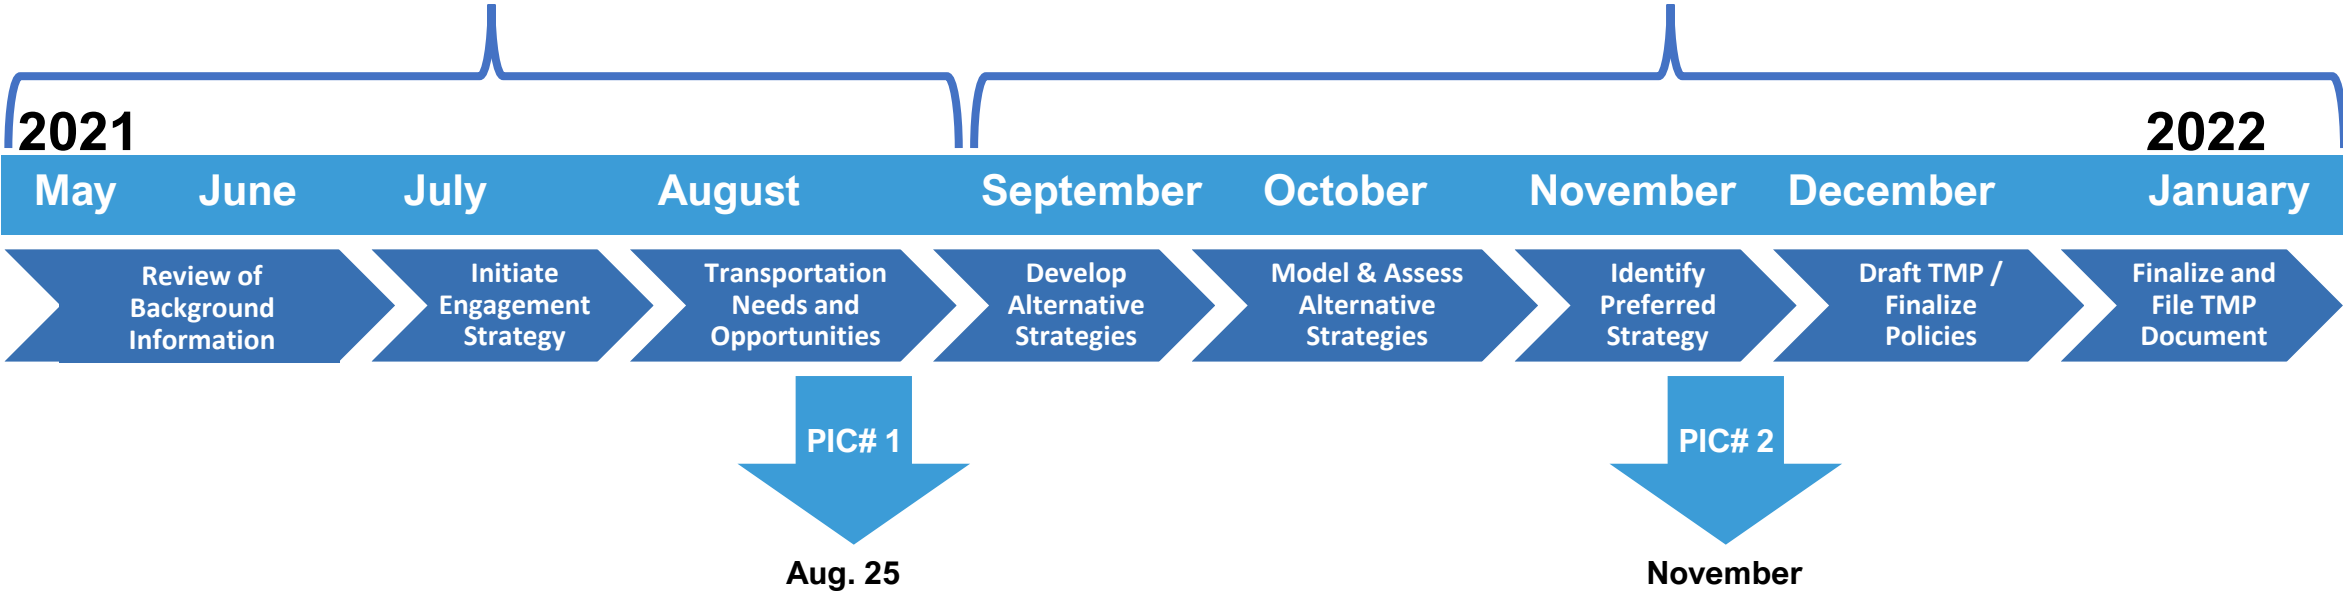 2021
2022
May June July August September October November December January
Review of
Background
Information
Initiate
Engagement
Strategy
Transportation
Needs and
Opportunities
Develop
Alternative
Strategies
Model & Assess
Alternative
Strategies
Identify
Preferred
Strategy
Draft TMP /
Finalize
Policies
Finalize and
File TMP
Document
PIC# 1
PIC# 2
Aug. 25
November